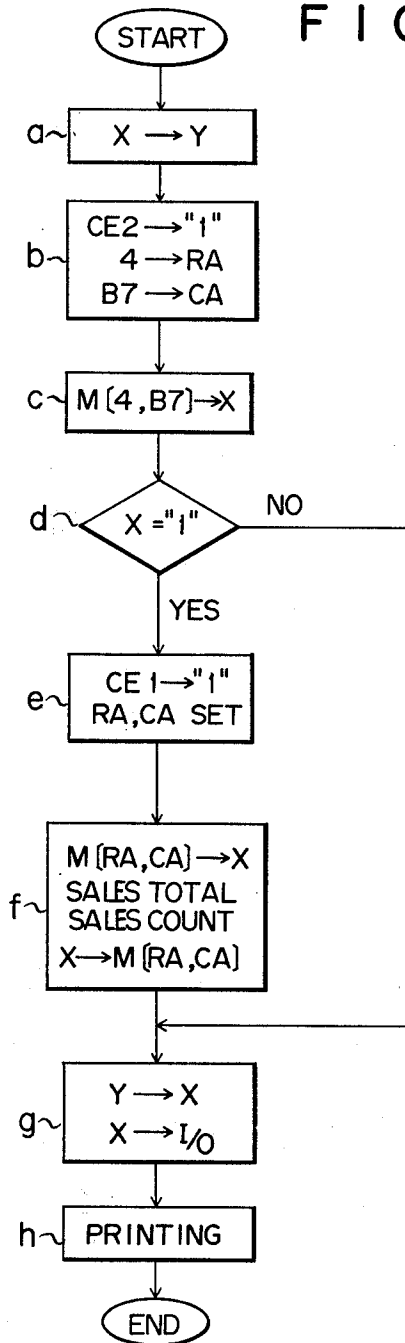 START
F I G
a~ X → Y
CE2 → "1"
b~ 4 → RA
B7 → CA
c~ M[4,B7] → X
d~ X="1" NO
YES
CE 1 → "1"
e~ RA,CA SET
M[RA,CA] → X
SALES TOTAL
f~ SALES COUNT
X → M[RA,CA]
Y → X
g~ X → I/O
h~ PRINTING
END